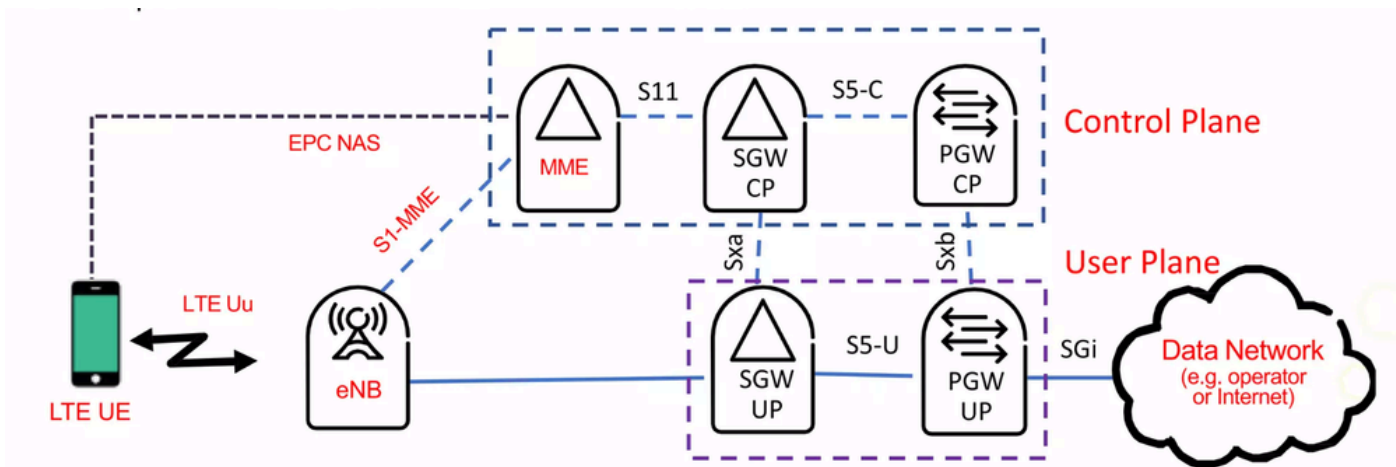 S11
S5-C
Control Plane
EPC NAS
MME
SGW
CP
PGW
CP
S1-MME
Sxa
Sxb
User Plane
LTE Uu
S5-U
SGi
Data Network
(e.g. operator
or Internet)
eNB
SGW
UP
PGW
UP
LTE UE